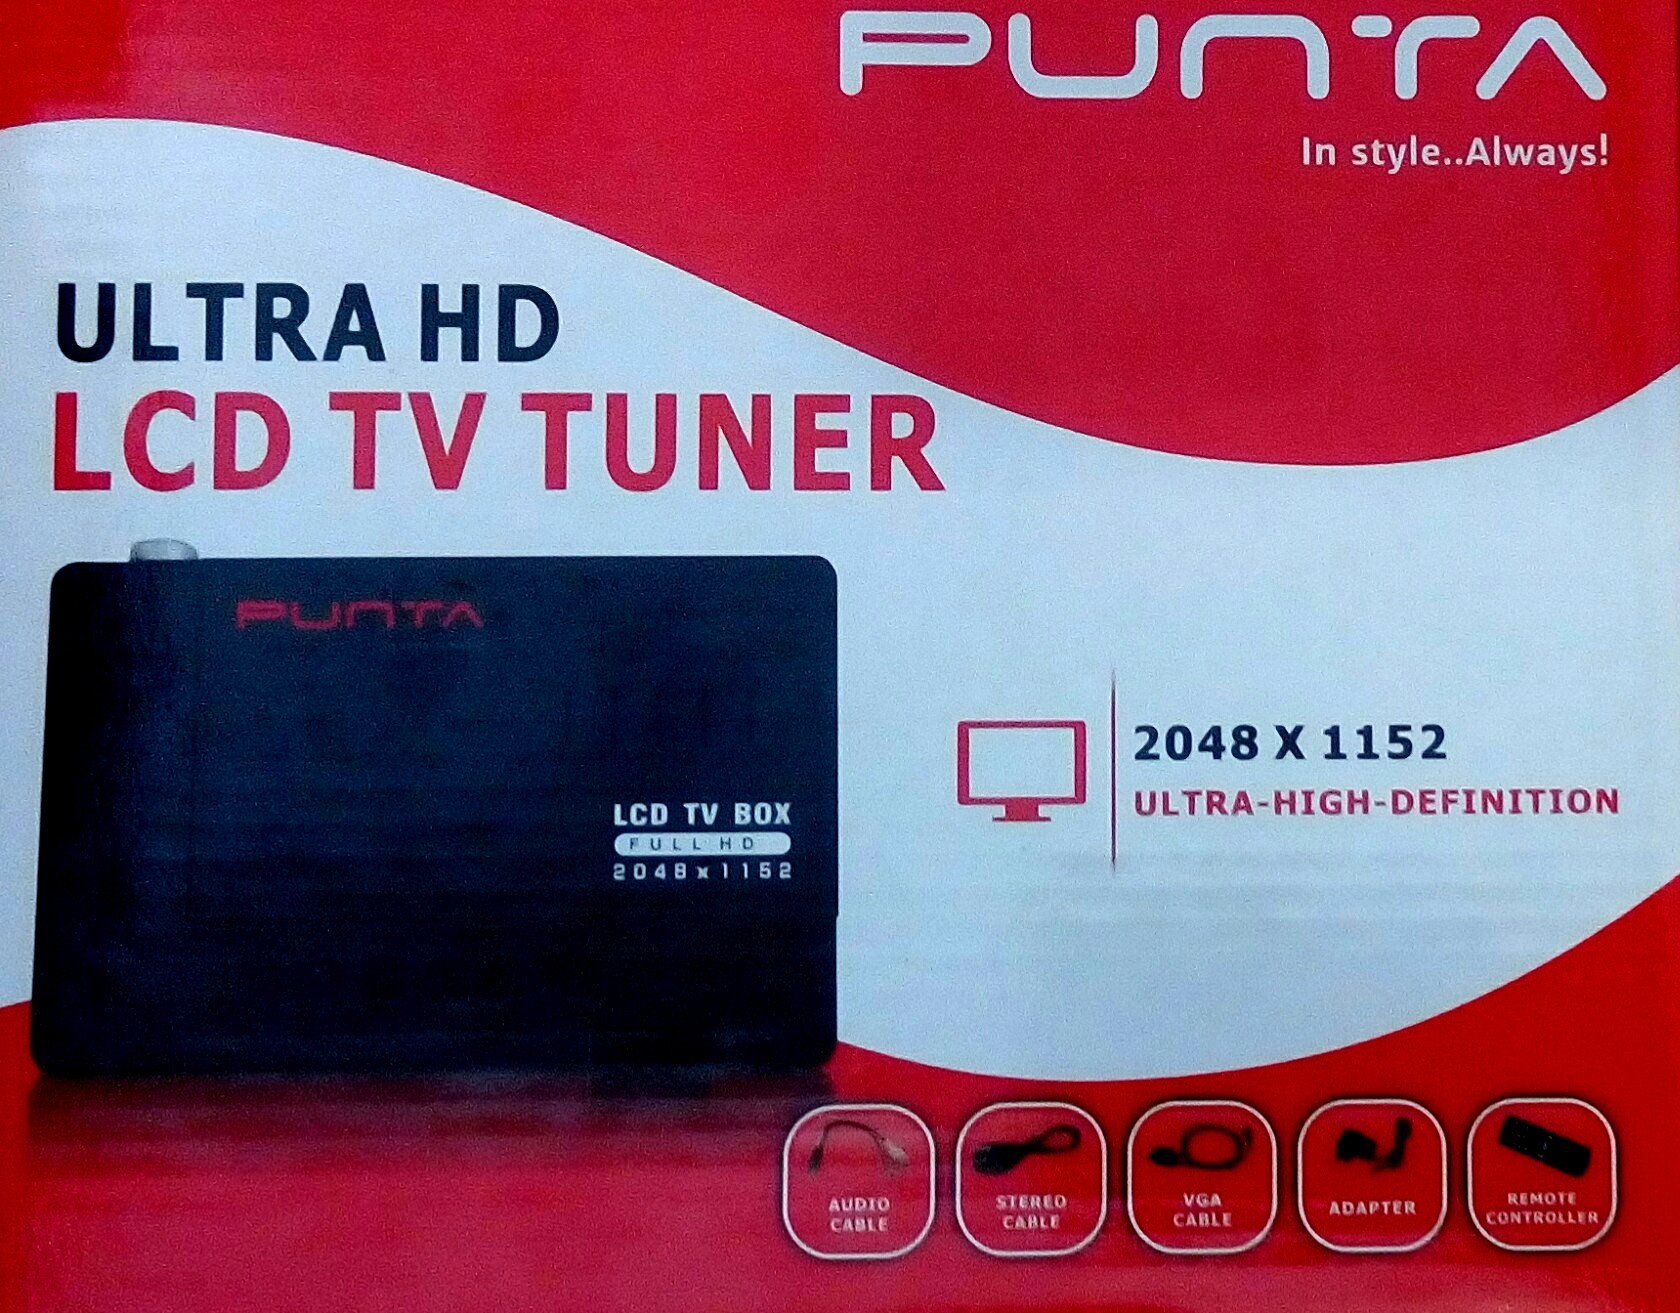 PUNTA
In style..Always!
ULTRA HD
LCD TV TUNER
PUNTA
LCD TV BOX
FULL HD
2048x1152
2048 X 1152
ULTRA-HIGH-DEFINITION
AUDIO
CABLE
STEREO
CABLE
VGA
CABLE
ADAPTER
REMOTE
CONTROLLER